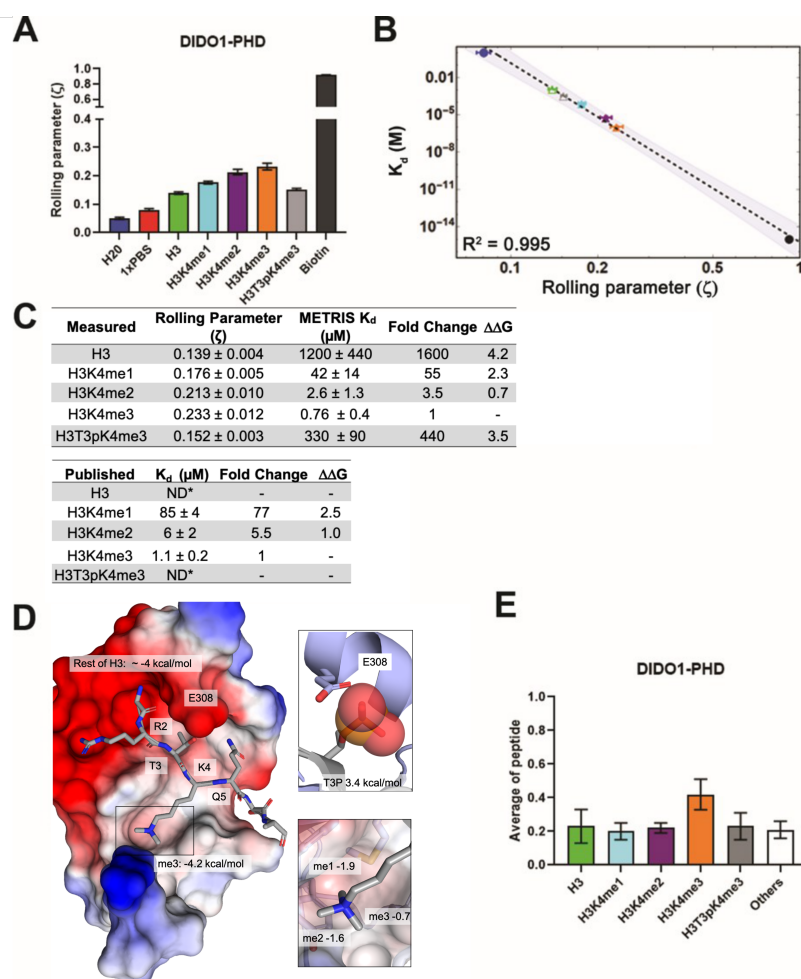 A
DIDO1-PHD
Rolling parameter (ζ)
1.0
0.8
0.6
0.4
0.3
0.2
0.1
0.0
H20
1xPBS
H3
H3K4me1
H3K4me2
H3K4me3
H3T3pK4me3
Biotin
B
Kd (M)
0.01
10⁻⁵
10⁻⁸
10⁻¹¹
10⁻¹⁴
R² = 0.995
0.1 0.2 0.5 1
Rolling parameter (ζ)
C
Measured Rolling Parameter (ζ) METRIS Kd (µM) Fold Change ΔΔG
H3 0.139 ± 0.004 1200 ± 440 1600 4.2
H3K4me1 0.176 ± 0.005 42 ± 14 55 2.3
H3K4me2 0.213 ± 0.010 2.6 ± 1.3 3.5 0.7
H3K4me3 0.233 ± 0.012 0.76 ± 0.4 1 -
H3T3pK4me3 0.152 ± 0.003 330 ± 90 440 3.5
Published Kd (µM) Fold Change ΔΔG
H3 ND* - -
H3K4me1 85 ± 4 77 2.5
H3K4me2 6 ± 2 5.5 1.0
H3K4me3 1.1 ± 0.2 1 -
H3T3pK4me3 ND* - -
D
Rest of H3: ~ -4 kcal/mol
E308
R2
T3
K4
Q5
me3: -4.2 kcal/mol
E308
T3P 3.4 kcal/mol
me1 -1.9
me3 -0.7
me2 -1.6
E
DIDO1-PHD
Average of peptide
1.0
0.8
0.6
0.4
0.2
0.0
H3
H3K4me1
H3K4me2
H3K4me3
H3T3pK4me3
Others